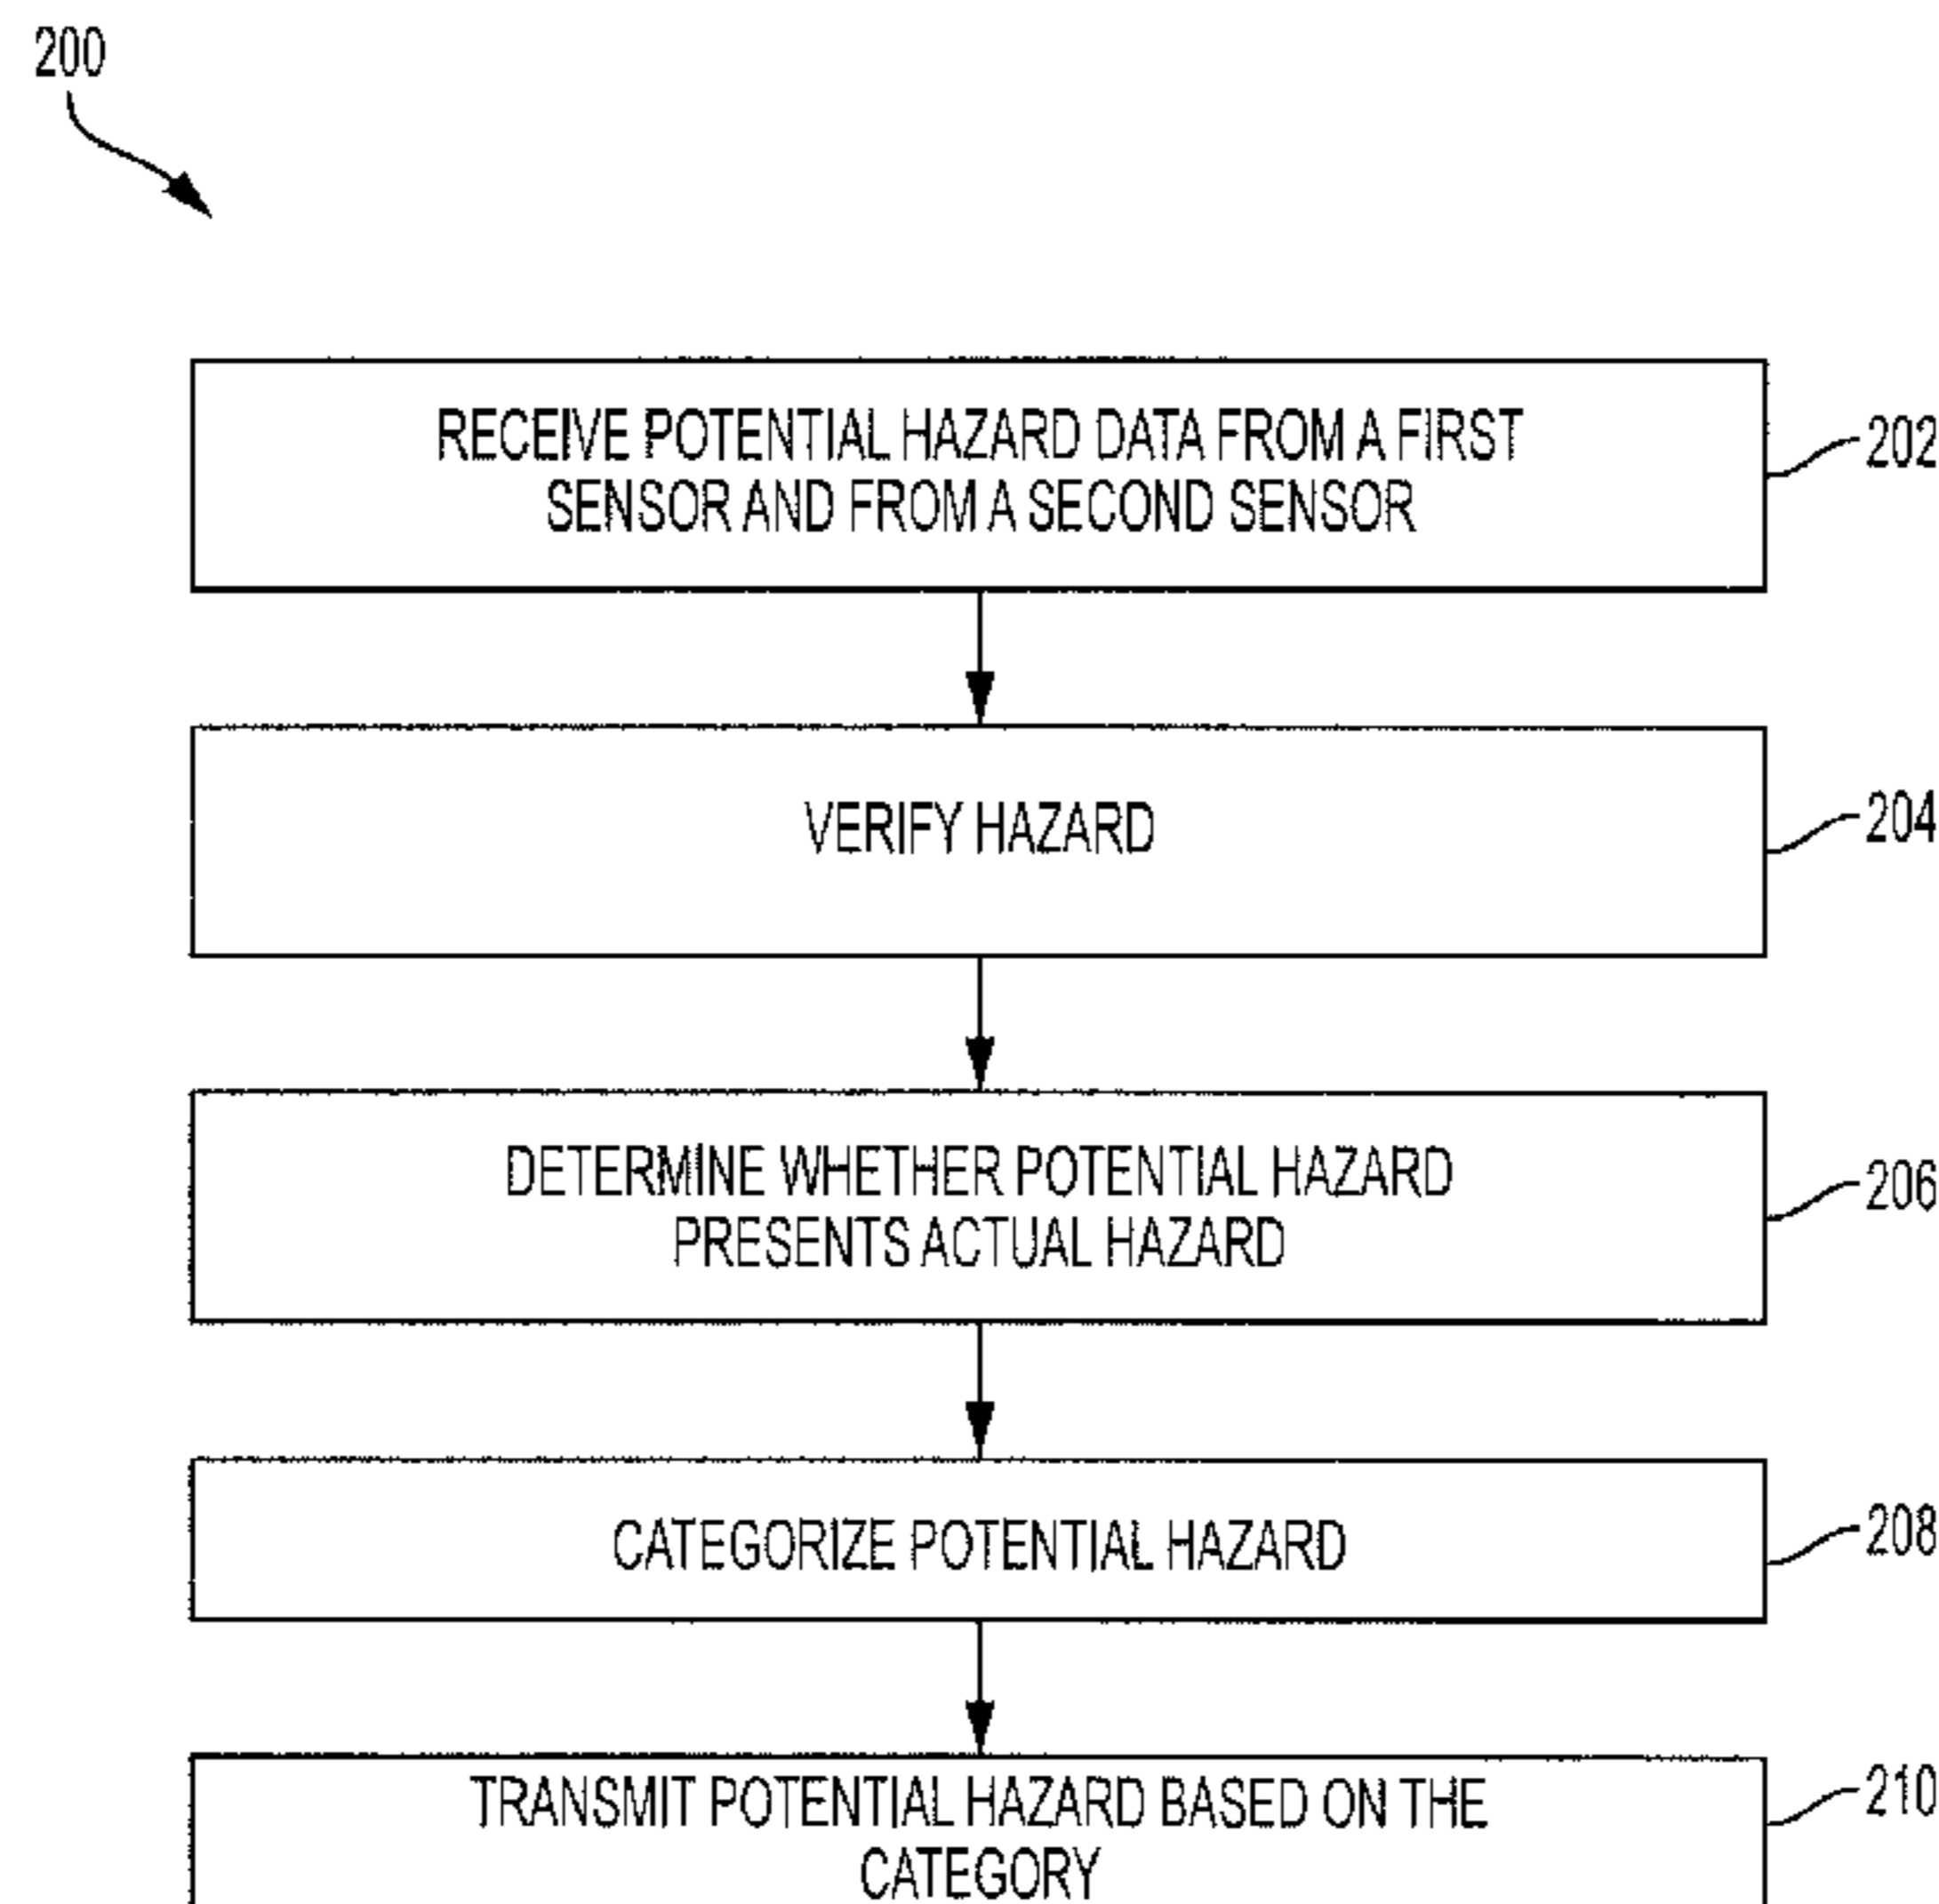 200
RECEIVE POTENTIAL HAZARD DATA FROM A FIRST
SENSOR AND FROM A SECOND SENSOR
202
VERIFY HAZARD
204
DETERMINE WHETHER POTENTIAL HAZARD
PRESENTS ACTUAL HAZARD
206
CATEGORIZE POTENTIAL HAZARD
208
TRANSMIT POTENTIAL HAZARD BASED ON THE
CATEGORY
210